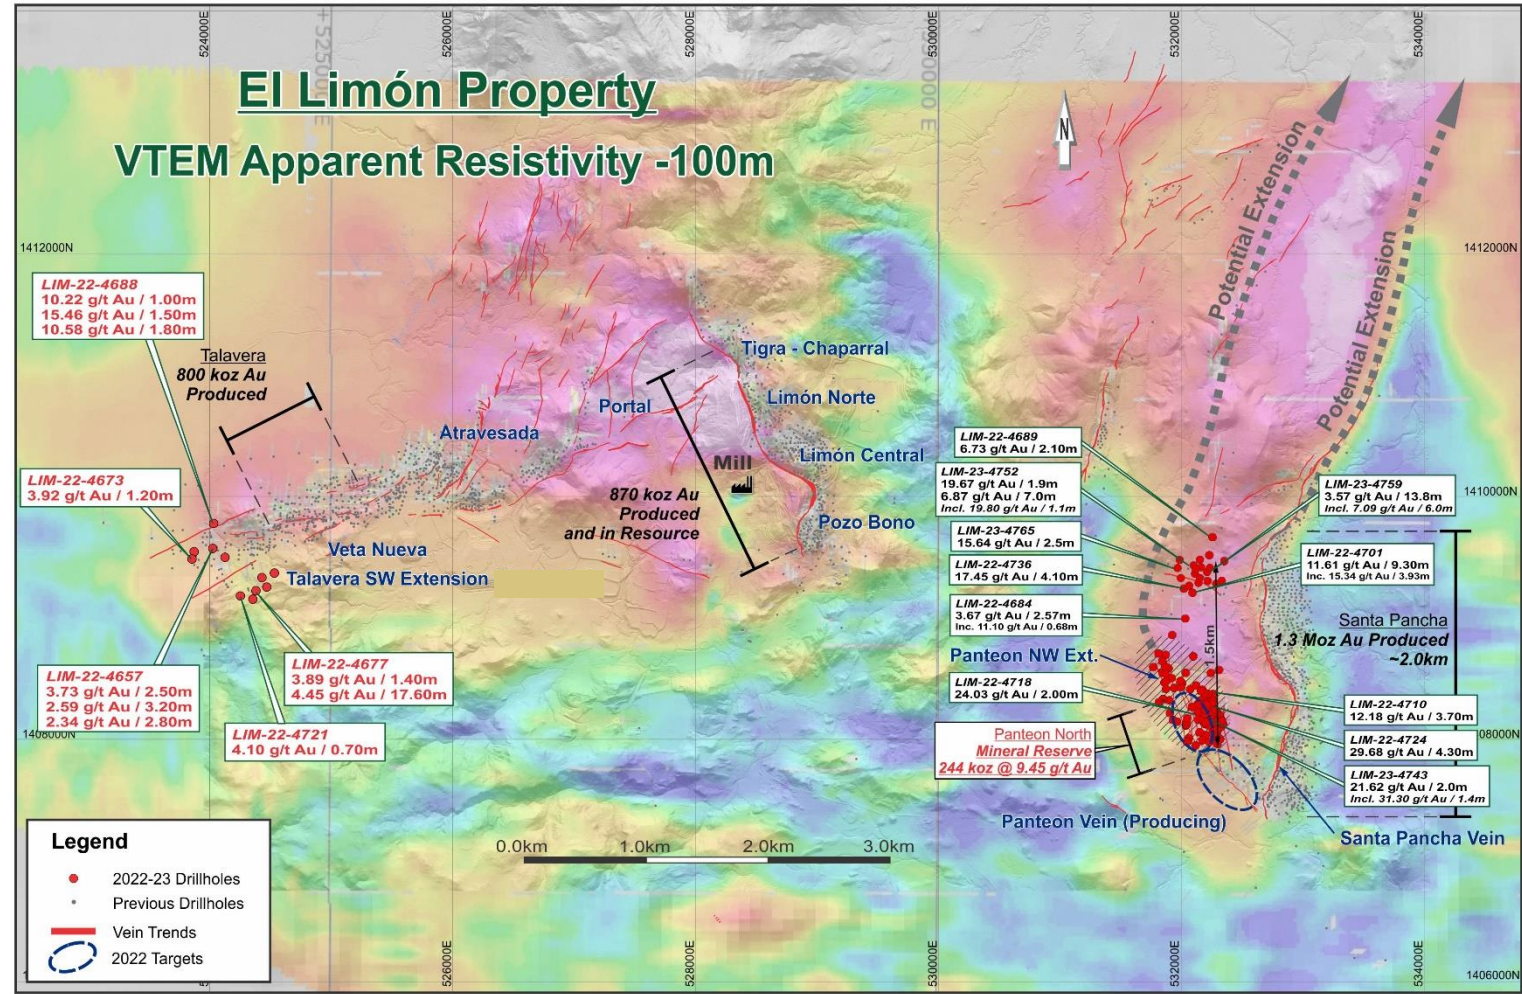 524000E
526000E
528000E
530000E
532000E
534000E
+525000 E
530000 E
El Limón Property
VTEM Apparent Resistivity -100m
N
Potential Extension
Potential Extension
1412000N
1412000N
LIM-22-4688
10.22 g/t Au / 1.00m
15.46 g/t Au / 1.50m
10.58 g/t Au / 1.80m
Talavera
800 koz Au
Produced
Tigra - Chaparral
Limón Norte
Portal
Atravesada
Limón Central
Mill
870 koz Au
Produced
and in Resource
Pozo Bono
LIM-22-4673
3.92 g/t Au / 1.20m
Veta Nueva
Talavera SW Extension
LIM-22-4689
6.73 g/t Au / 2.10m
LIM-23-4752
19.67 g/t Au / 1.9m
6.87 g/t Au / 7.0m
Incl. 19.80 g/t Au / 1.1m
LIM-23-4765
15.64 g/t Au / 2.5m
LIM-22-4736
17.45 g/t Au / 4.10m
LIM-22-4684
3.67 g/t Au / 2.57m
Inc. 11.10 g/t Au / 0.68m
Panteon NW Ext.
LIM-22-4718
24.03 g/t Au / 2.00m
1410000N
LIM-23-4759
3.57 g/t Au / 13.8m
Incl. 7.09 g/t Au / 6.0m
LIM-22-4701
11.61 g/t Au / 9.30m
Inc. 15.34 g/t Au / 3.93m
Santa Pancha
1.3 Moz Au Produced
~2.0km
1.5km
LIM-22-4657
3.73 g/t Au / 2.50m
2.59 g/t Au / 3.20m
2.34 g/t Au / 2.80m
LIM-22-4677
3.89 g/t Au / 1.40m
4.45 g/t Au / 17.60m
LIM-22-4721
4.10 g/t Au / 0.70m
1408000N
Panteon North
Mineral Reserve
244 koz @ 9.45 g/t Au
LIM-22-4710
12.18 g/t Au / 3.70m
LIM-22-4724
29.68 g/t Au / 4.30m
08000N
LIM-23-4743
21.62 g/t Au / 2.0m
Incl. 31.30 g/t Au / 1.4m
Panteon Vein (Producing)
Santa Pancha Vein
0.0km 1.0km 2.0km 3.0km
Legend
2022-23 Drillholes
Previous Drillholes
Vein Trends
2022 Targets
526000E
528000E
530000E
532000E
534000E
1406000N